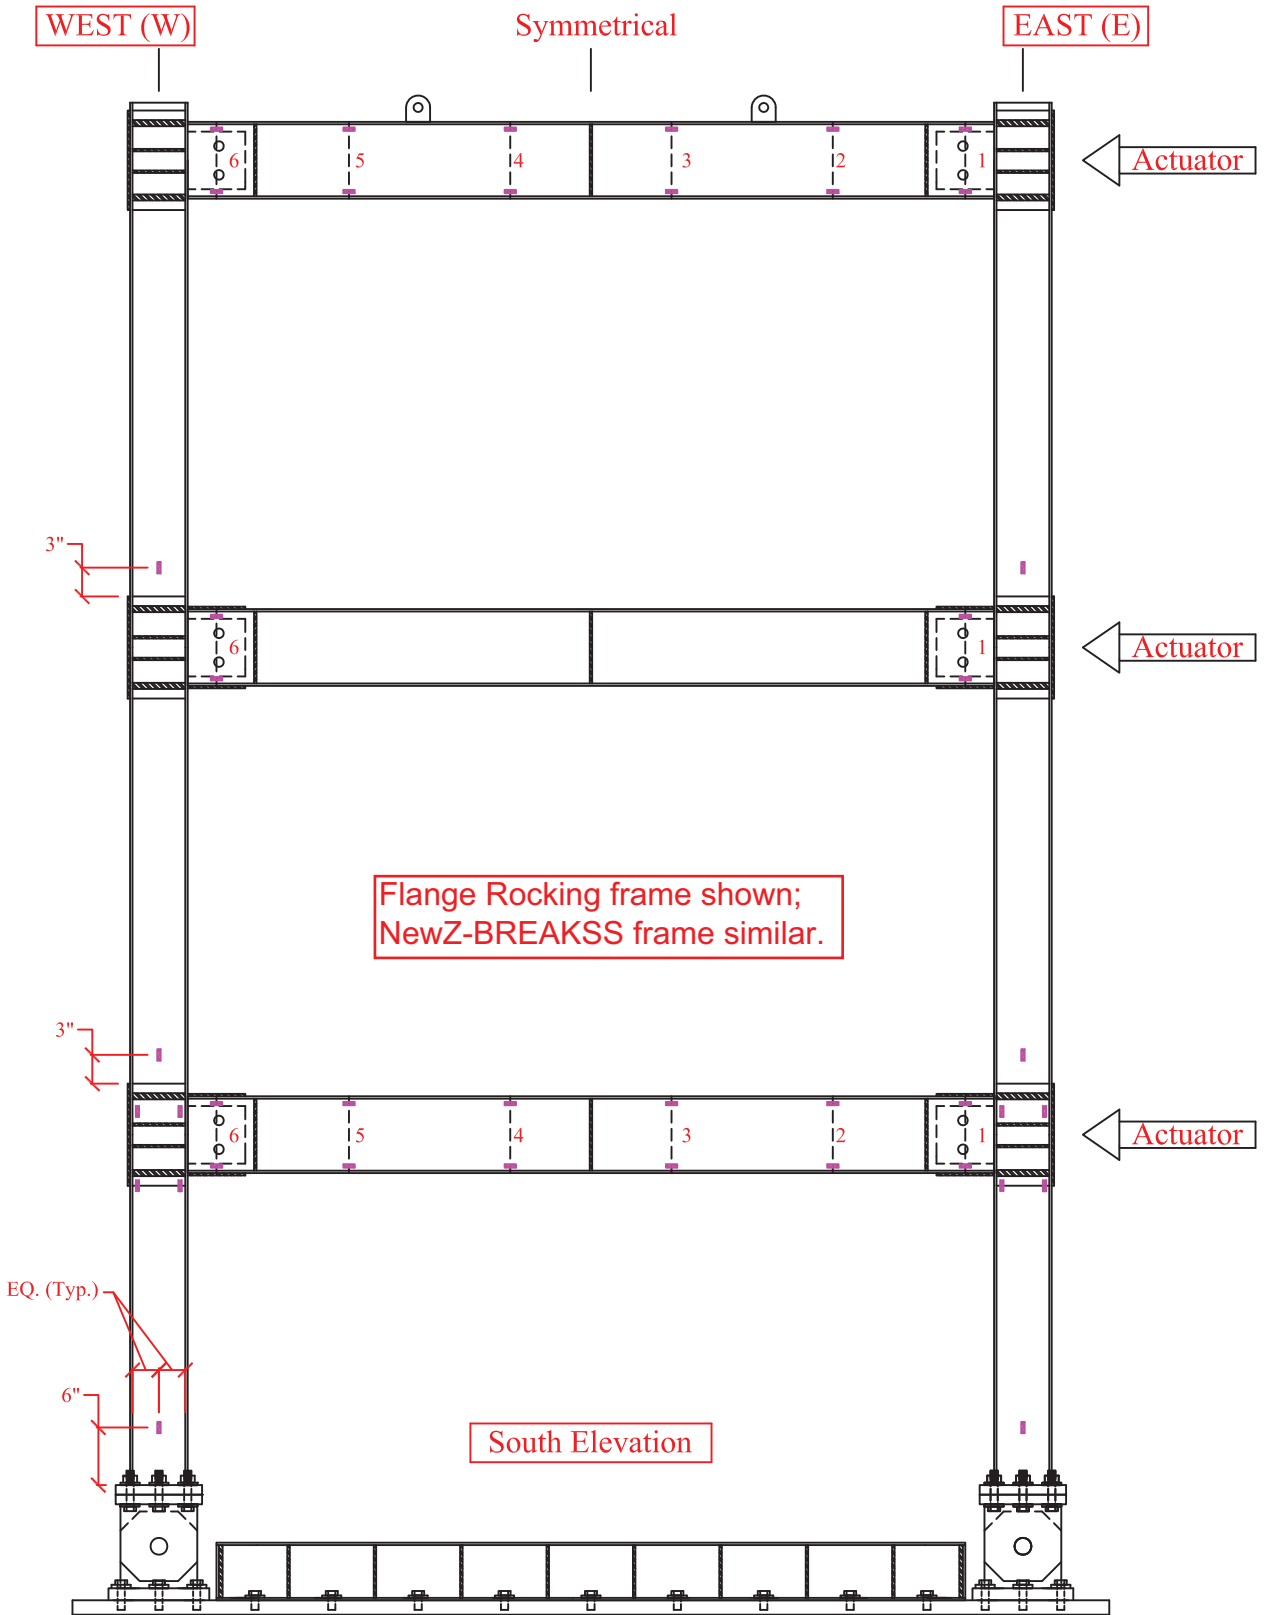 WEST (W)
Symmetrical
EAST (E)
6
5
4
3
2
1
Actuator
3"
6
1
Actuator
Flange Rocking frame shown;
NewZ-BREAKSS frame similar.
3"
6
5
4
3
2
1
Actuator
EQ. (Typ.)
6"
South Elevation